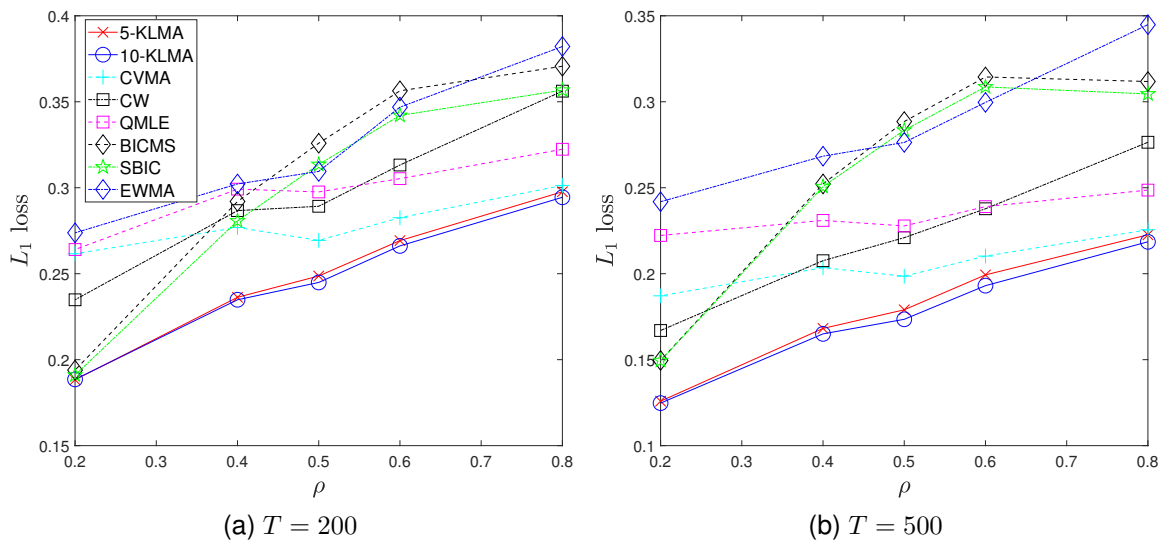 0.4
0.35
0.3
0.25
0.2
0.15
L₁ loss
5-KLMA
10-KLMA
CVMA
CW
QMLE
BICMS
SBIC
EWMA
0.2 0.3 0.4 0.5 0.6 0.7 0.8
ρ
(a) T = 200
0.35
0.3
0.25
0.2
0.15
0.1
L₁ loss
0.2 0.3 0.4 0.5 0.6 0.7 0.8
ρ
(b) T = 500